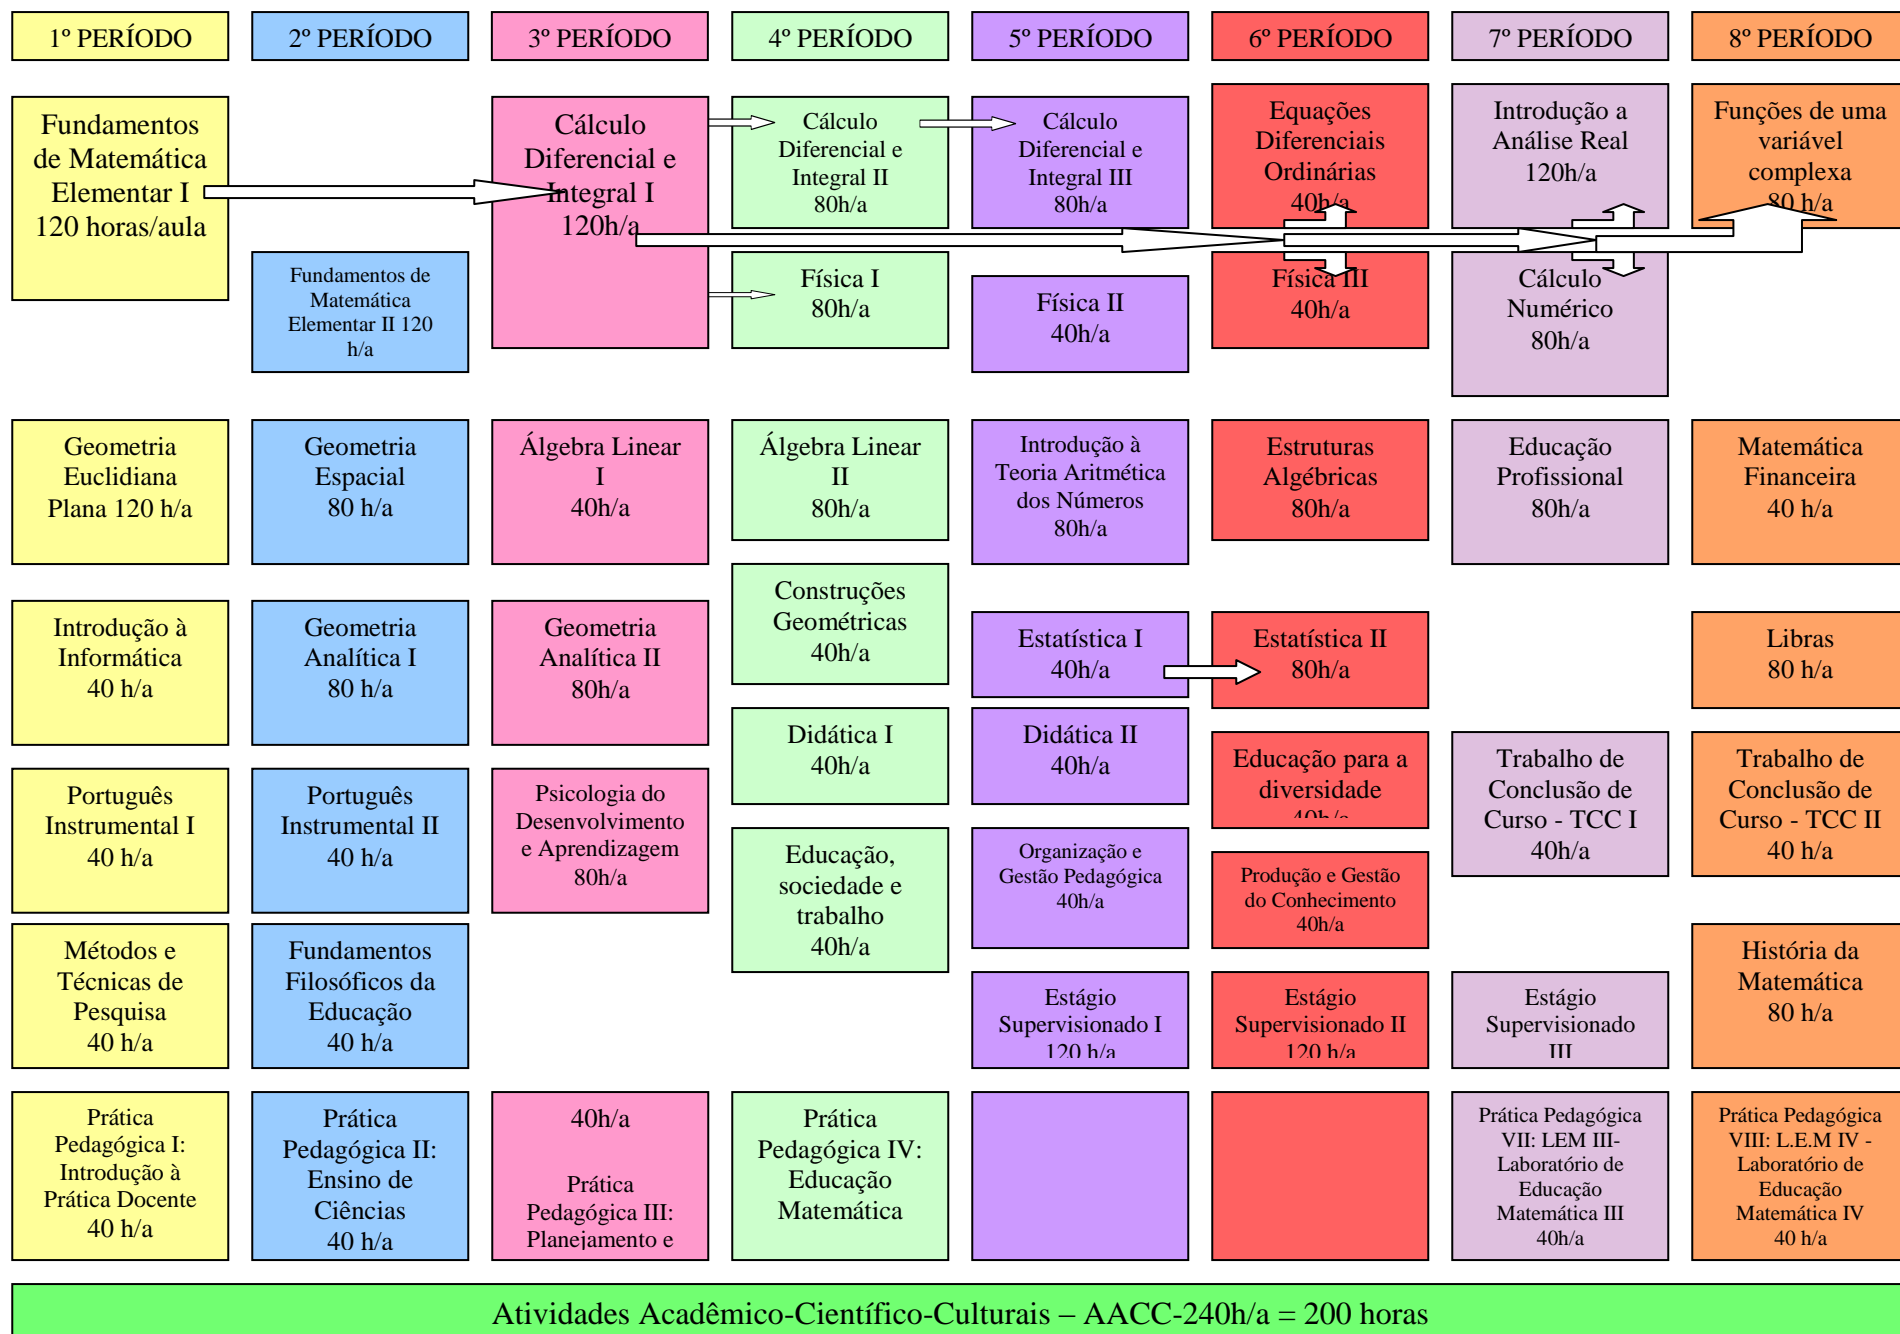 1º PERÍODO
2º PERÍODO
3º PERÍODO
4º PERÍODO
5º PERÍODO
6º PERÍODO
7º PERÍODO
8º PERÍODO
Fundamentos
de Matemática
Elementar I
120 horas/aula
Cálculo
Diferencial e
Integral I
120h/a
Cálculo
Diferencial e
Integral II
80h/a
Cálculo
Diferencial e
Integral III
80h/a
Equações
Diferenciais
Ordinárias
40h/a
Introdução a
Análise Real
120h/a
Funções de uma
variável
complexa
80 h/a
Fundamentos de
Matemática
Elementar II 120
h/a
Física I
80h/a
Física II
40h/a
Física III
40h/a
Cálculo
Numérico
80h/a
Geometria
Euclidiana
Plana 120 h/a
Geometria
Espacial
80 h/a
Álgebra Linear
I
40h/a
Álgebra Linear
II
80h/a
Introdução à
Teoria Aritmética
dos Números
80h/a
Estruturas
Algébricas
80h/a
Educação
Profissional
80h/a
Matemática
Financeira
40 h/a
Introdução à
Informática
40 h/a
Geometria
Analítica I
80 h/a
Geometria
Analítica II
80h/a
Construções
Geométricas
40h/a
Estatística I
40h/a
Estatística II
80h/a
Libras
80 h/a
Didática I
40h/a
Didática II
40h/a
Educação para a
diversidade
40h/a
Trabalho de
Conclusão de
Curso - TCC I
40h/a
Trabalho de
Conclusão de
Curso - TCC II
40 h/a
Português
Instrumental I
40 h/a
Português
Instrumental II
40 h/a
Psicologia do
Desenvolvimento
e Aprendizagem
80h/a
Educação,
sociedade e
trabalho
40h/a
Organização e
Gestão Pedagógica
40h/a
Produção e Gestão
do Conhecimento
40h/a
Métodos e
Técnicas de
Pesquisa
40 h/a
Fundamentos
Filosóficos da
Educação
40 h/a
Estágio
Supervisionado I
120 h/a
Estágio
Supervisionado II
120 h/a
Estágio
Supervisionado
III
História da
Matemática
80 h/a
Prática
Pedagógica I:
Introdução à
Prática Docente
40 h/a
Prática
Pedagógica II:
Ensino de
Ciências
40 h/a
40h/a
Prática
Pedagógica III:
Planejamento e
Prática
Pedagógica IV:
Educação
Matemática
Prática Pedagógica
VII: LEM III-
Laboratório de
Educação
Matemática III
40h/a
Prática Pedagógica
VIII: L.E.M IV -
Laboratório de
Educação
Matemática IV
40 h/a
Atividades Acadêmico-Científico-Culturais – AACC-240h/a = 200 horas